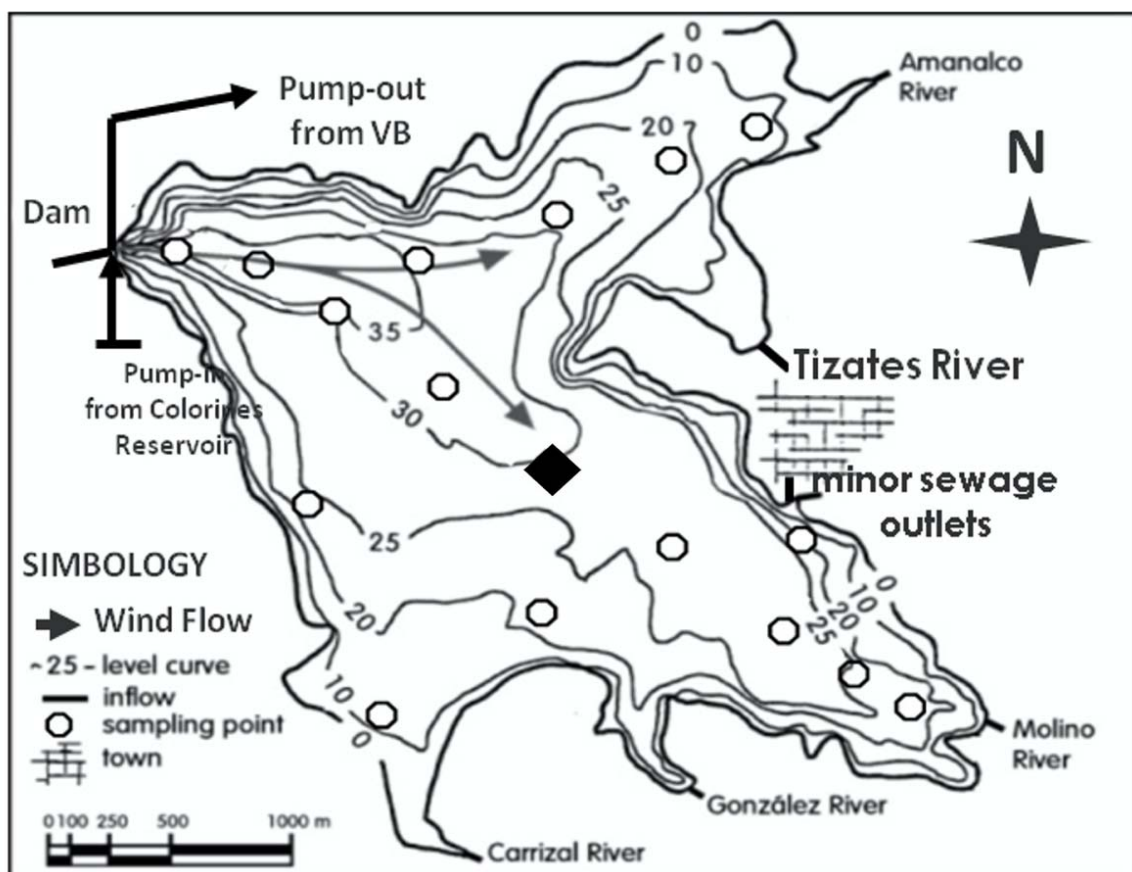 0
10
Amanalco
River
Pump-out
from VB
20
25
N
Dam
35
Tizates River
Pump-in
from Colorines
Reservoir
30
minor sewage
outlets
25
0
10
20
25
SIMBOLOGY
Wind Flow
~25 - level curve
inflow
sampling point
town
20
10
0
Molino
River
González River
0 100 250 500 1000 m
Carrizal River